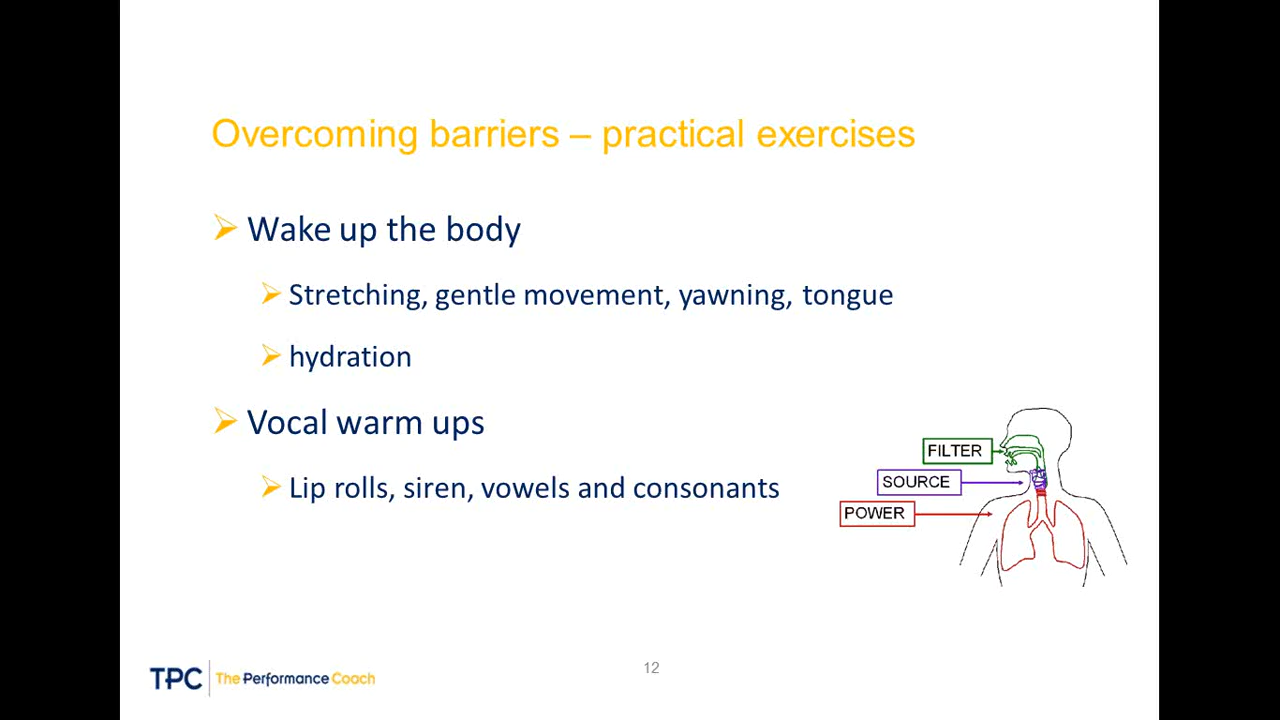 Overcoming barriers – practical exercises
Wake up the body
Stretching, gentle movement, yawning, tongue
hydration
Vocal warm ups
Lip rolls, siren, vowels and consonants
FILTER
SOURCE
POWER
TPC The Performance Coach
12